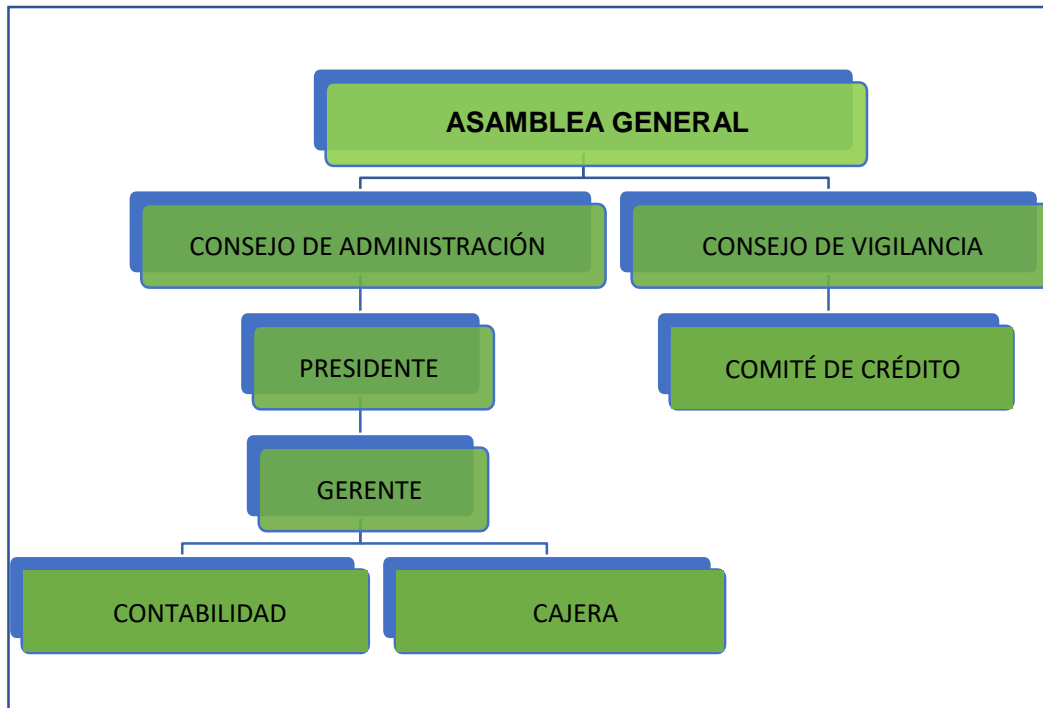 ASAMBLEA GENERAL
CONSEJO DE ADMINISTRACIÓN
CONSEJO DE VIGILANCIA
PRESIDENTE
COMITÉ DE CRÉDITO
GERENTE
CONTABILIDAD
CAJERA